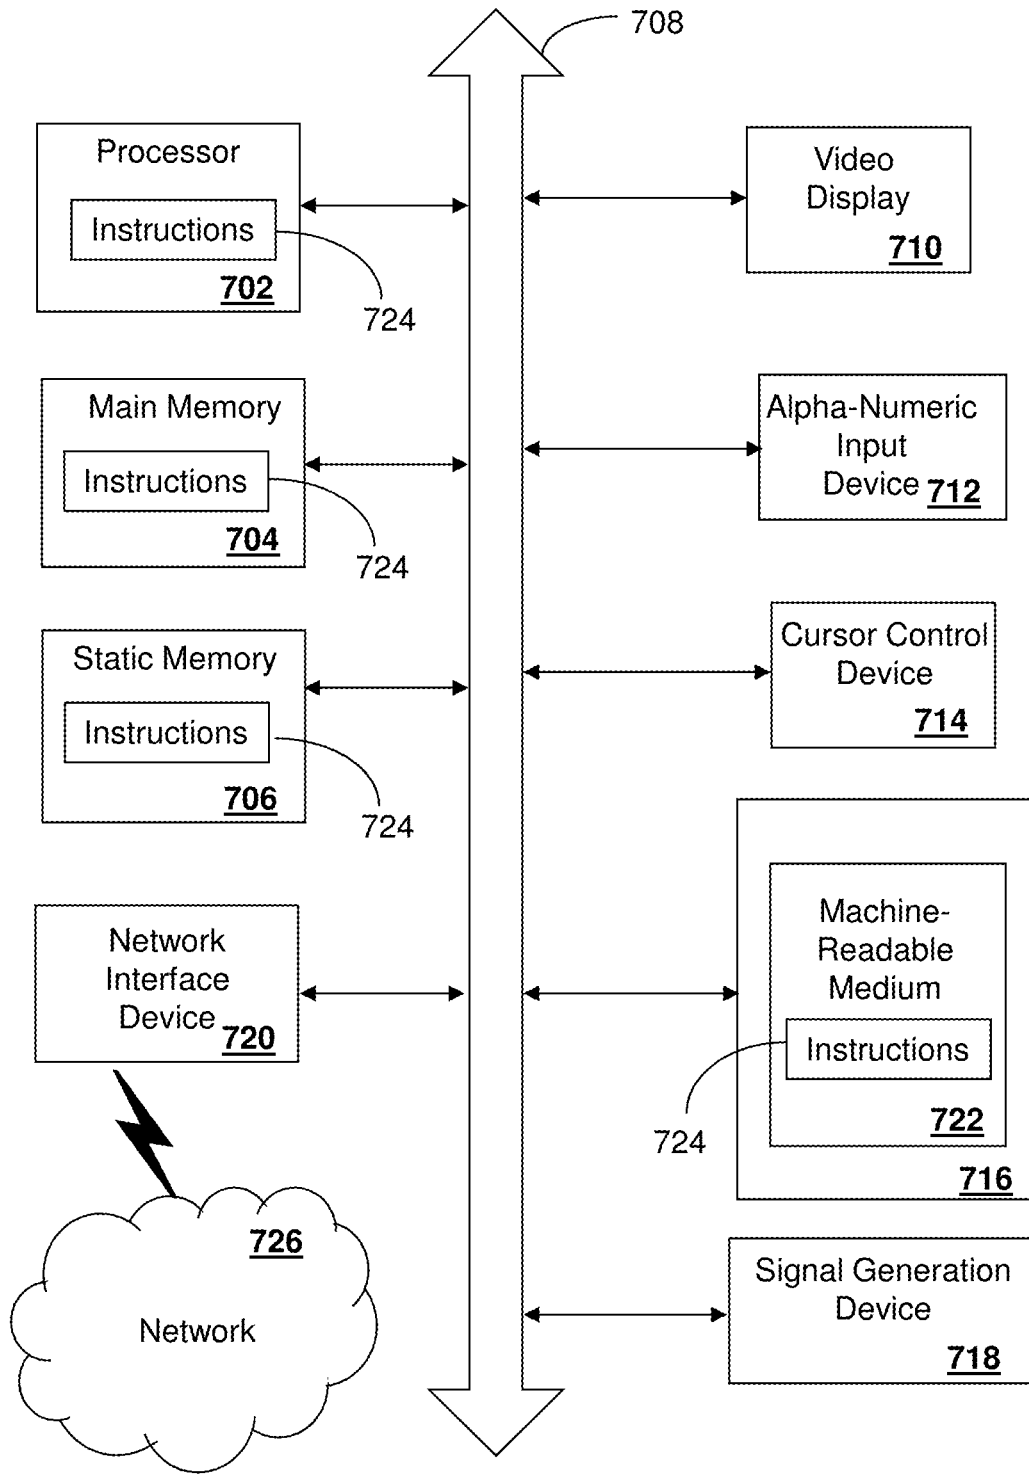 708
Processor
Instructions
702
724
Main Memory
Instructions
704
724
Static Memory
Instructions
706
724
Network
Interface
Device
720
726
Network
Video
Display
710
Alpha-Numeric
Input
Device
712
Cursor Control
Device
714
Machine-
Readable
Medium
Instructions
722
724
716
Signal Generation
Device
718